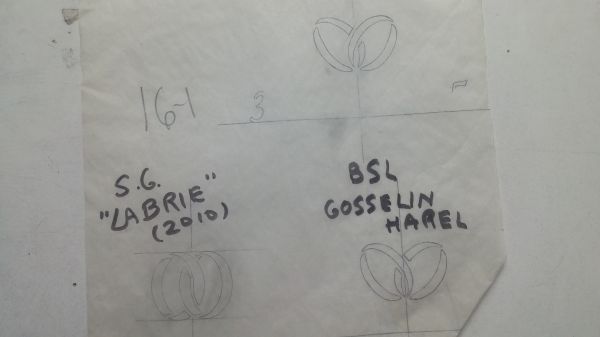 16-1 3
S.G.
"LABRIE"
(2010)
BSL
GOSSELIN
HAREL